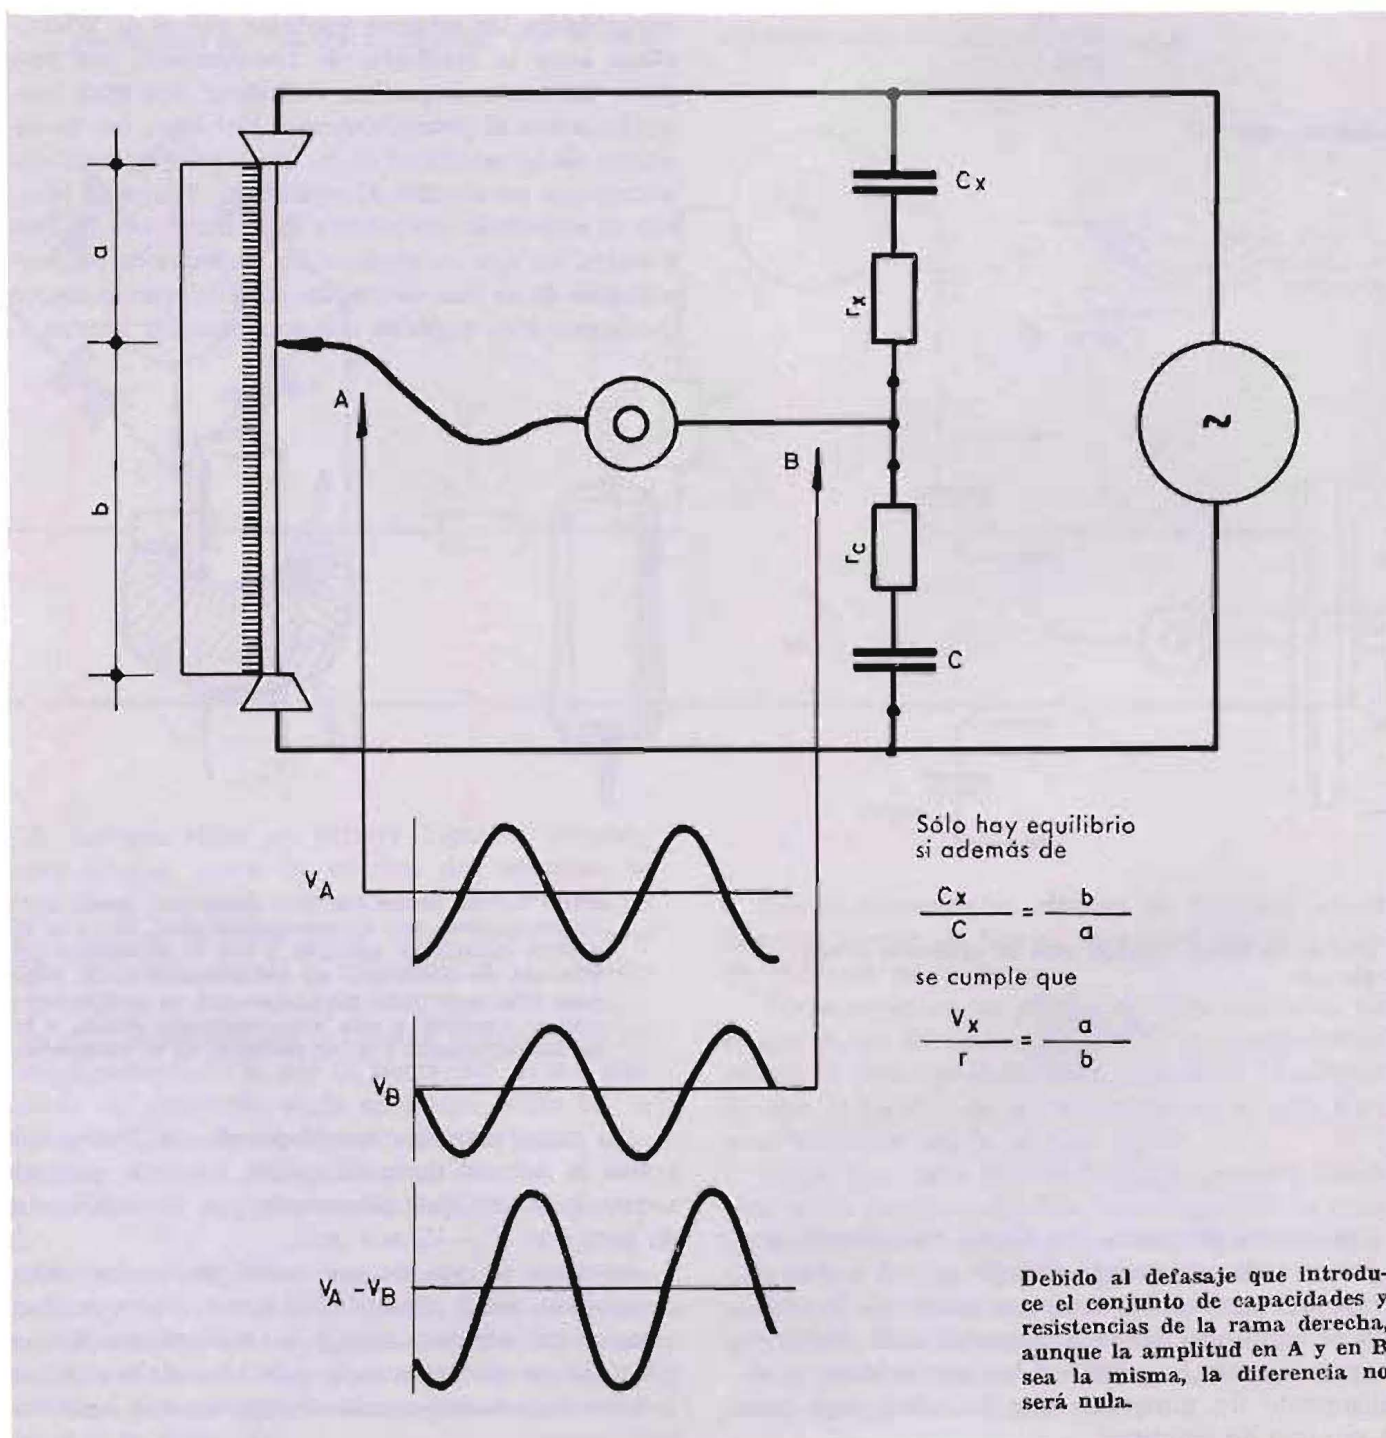 a
b
A
B
Cx
rx
rc
C
~
VA
VB
VA - VB
Sólo hay equilibrio
si además de
Cx / C = b / a
se cumple que
Vx / r = a / b
Debido al defasaje que introdu-
ce el conjunto de capacidades y
resistencias de la rama derecha,
aunque la amplitud en A y en B
sea la misma, la diferencia no
será nula.